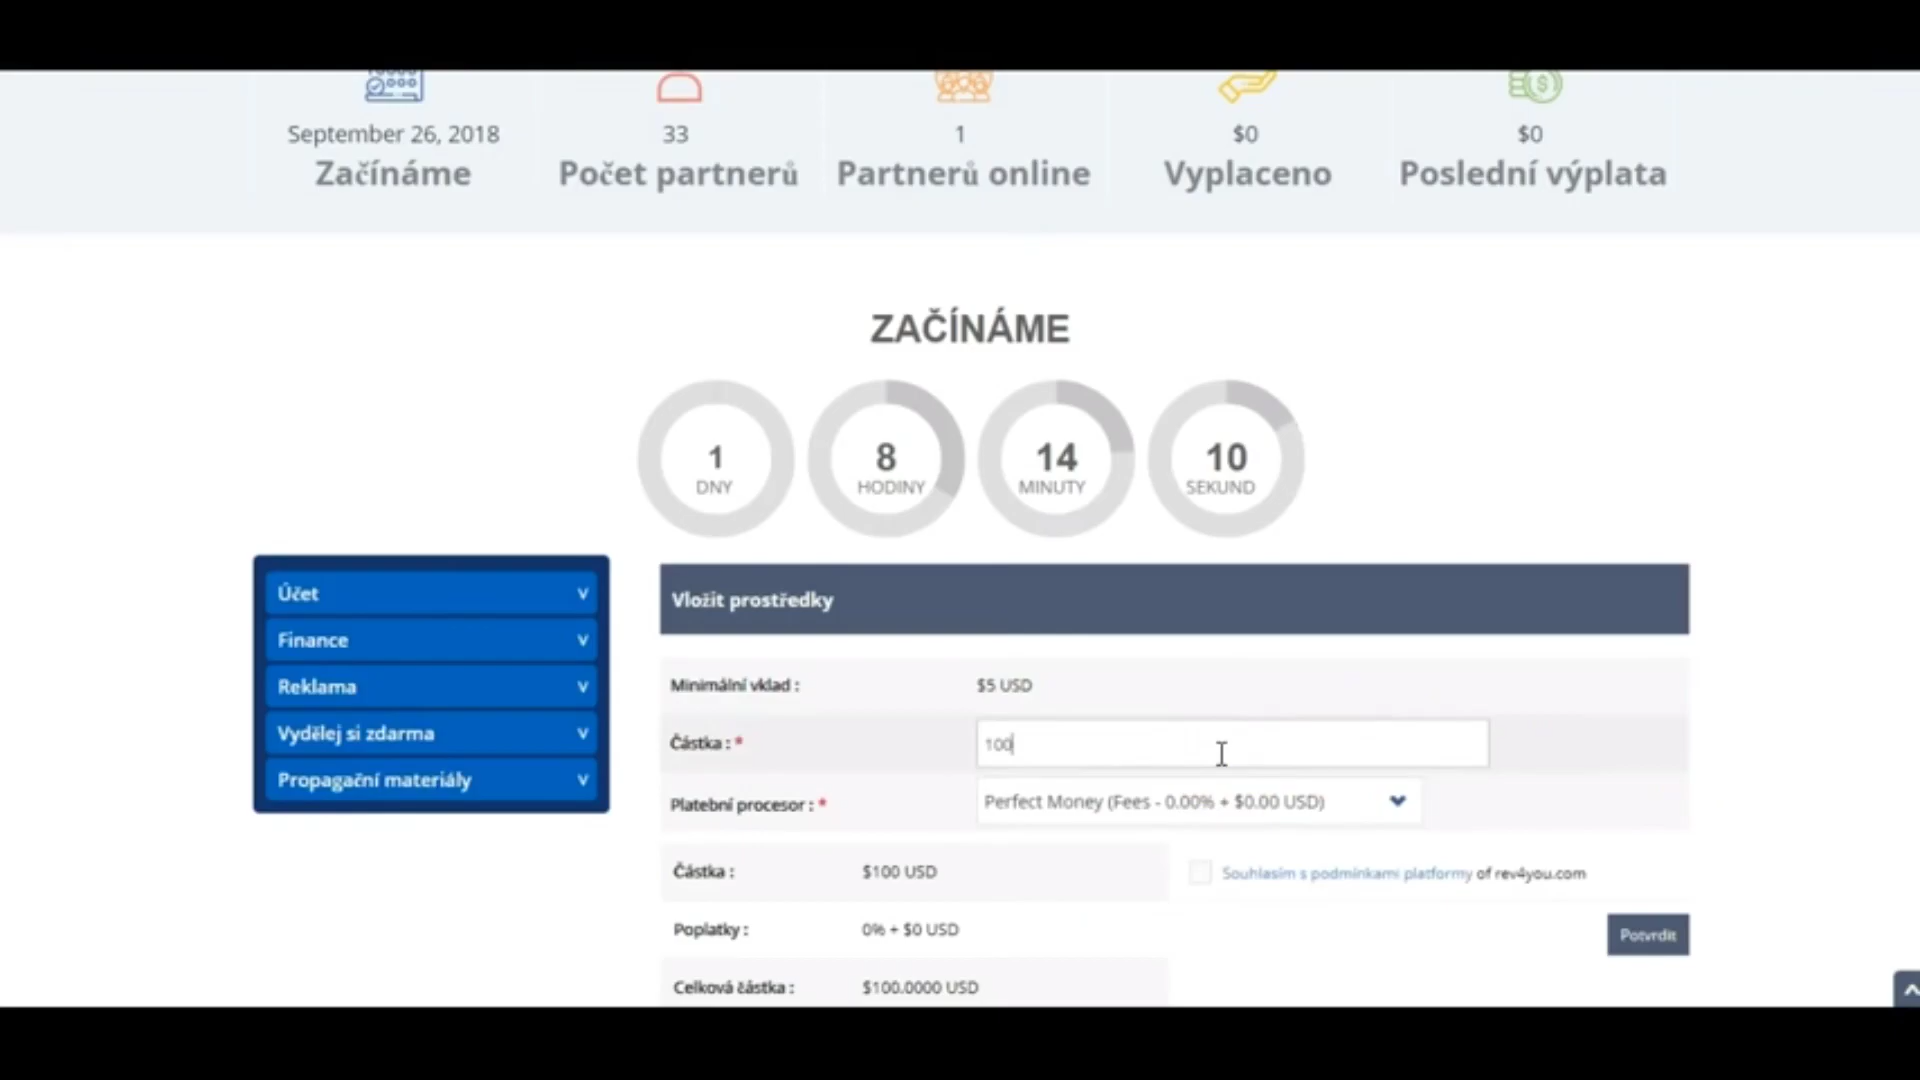 September 26, 2018
Začínáme
33
Počet partnerů
1
Partnerů online
$0
Vyplaceno
$0
Poslední výplata
ZAČÍNÁME
1
DNY
8
HODINY
14
MINUTY
10
SEKUND
Účet
Finance
Reklama
Vydělej si zdarma
Propagační materiály
Vložit prostředky
Minimální vklad : $5 USD
Částka : * 100
Platební procesor : * Perfect Money (Fees - 0.00% + $0.00 USD)
Částka : $100 USD
Souhlasím s podmínkami platformy of rev4you.com
Poplatky : 0% + $0 USD
Potvrdit
Celková částka : $100.0000 USD